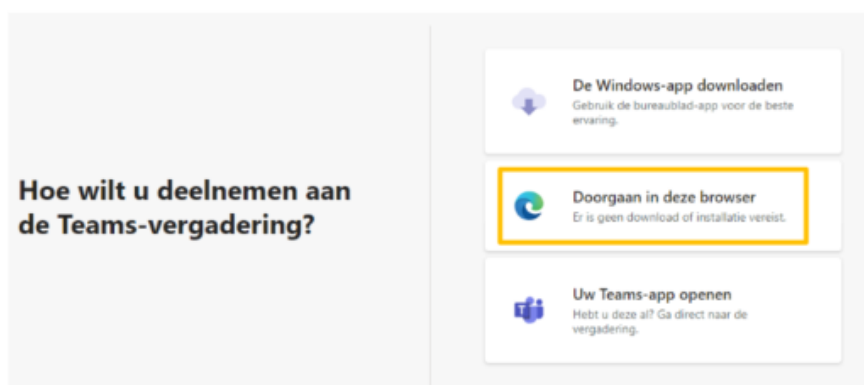 Hoe wilt u deelnemen aan
de Teams-vergadering?
De Windows-app downloaden
Gebruik de bureaublad-app voor de beste
ervaring.
Doorgaan in deze browser
Er is geen download of installatie vereist.
Uw Teams-app openen
Hebt u deze al? Ga direct naar de
vergadering.